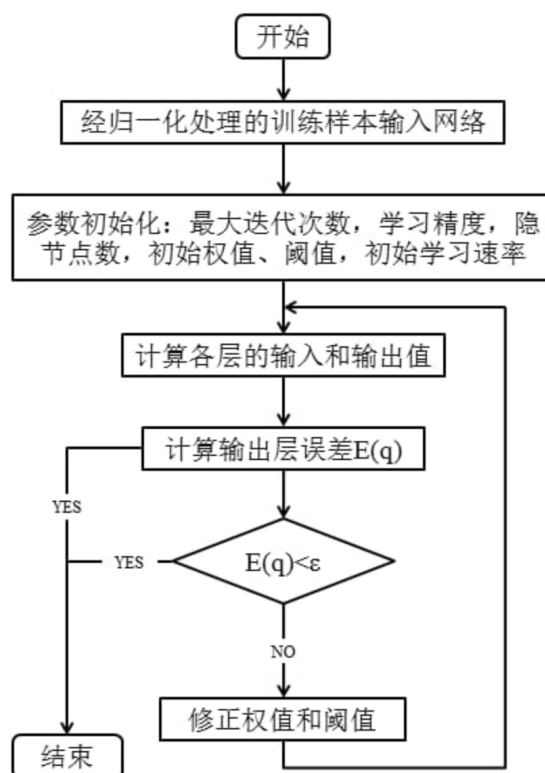 开始
经归一化处理的训练样本输入网络
参数初始化：最大迭代次数，学习精度，隐
节点数，初始权值、阈值，初始学习速率
计算各层的输入和输出值
计算输出层误差E(q)
YES
YES
E(q)<ε
NO
修正权值和阈值
结束